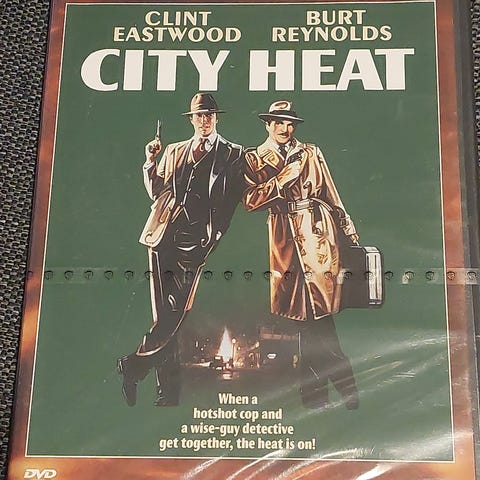 CLINT BURT
EASTWOOD REYNOLDS
CITY HEAT
When a
hotshot cop and
a wise-guy detective
get together, the heat is on!
DVD